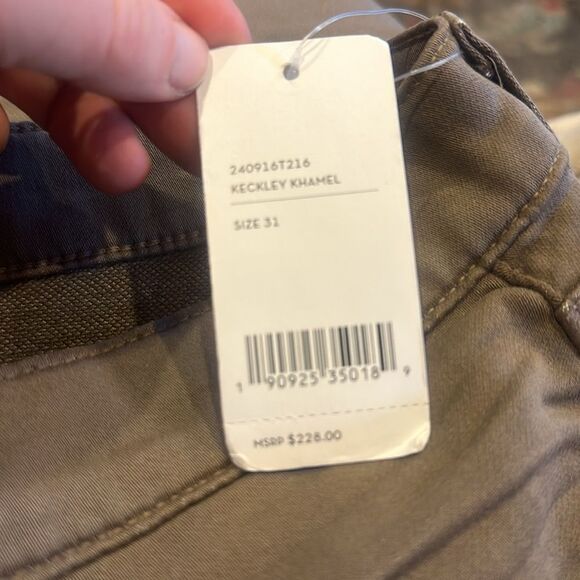 240916T216
KECKLEY KHAMEL
SIZE 31
1 90925 35018 9
MSRP $228.00